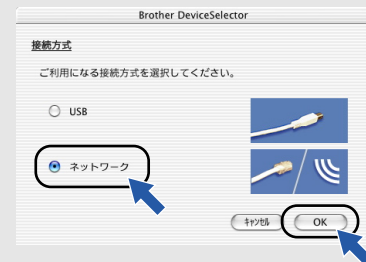 Brother DeviceSelector
接続方式
ご利用になる接続方式を選択してください。
USB
ネットワーク
キャンセル
OK